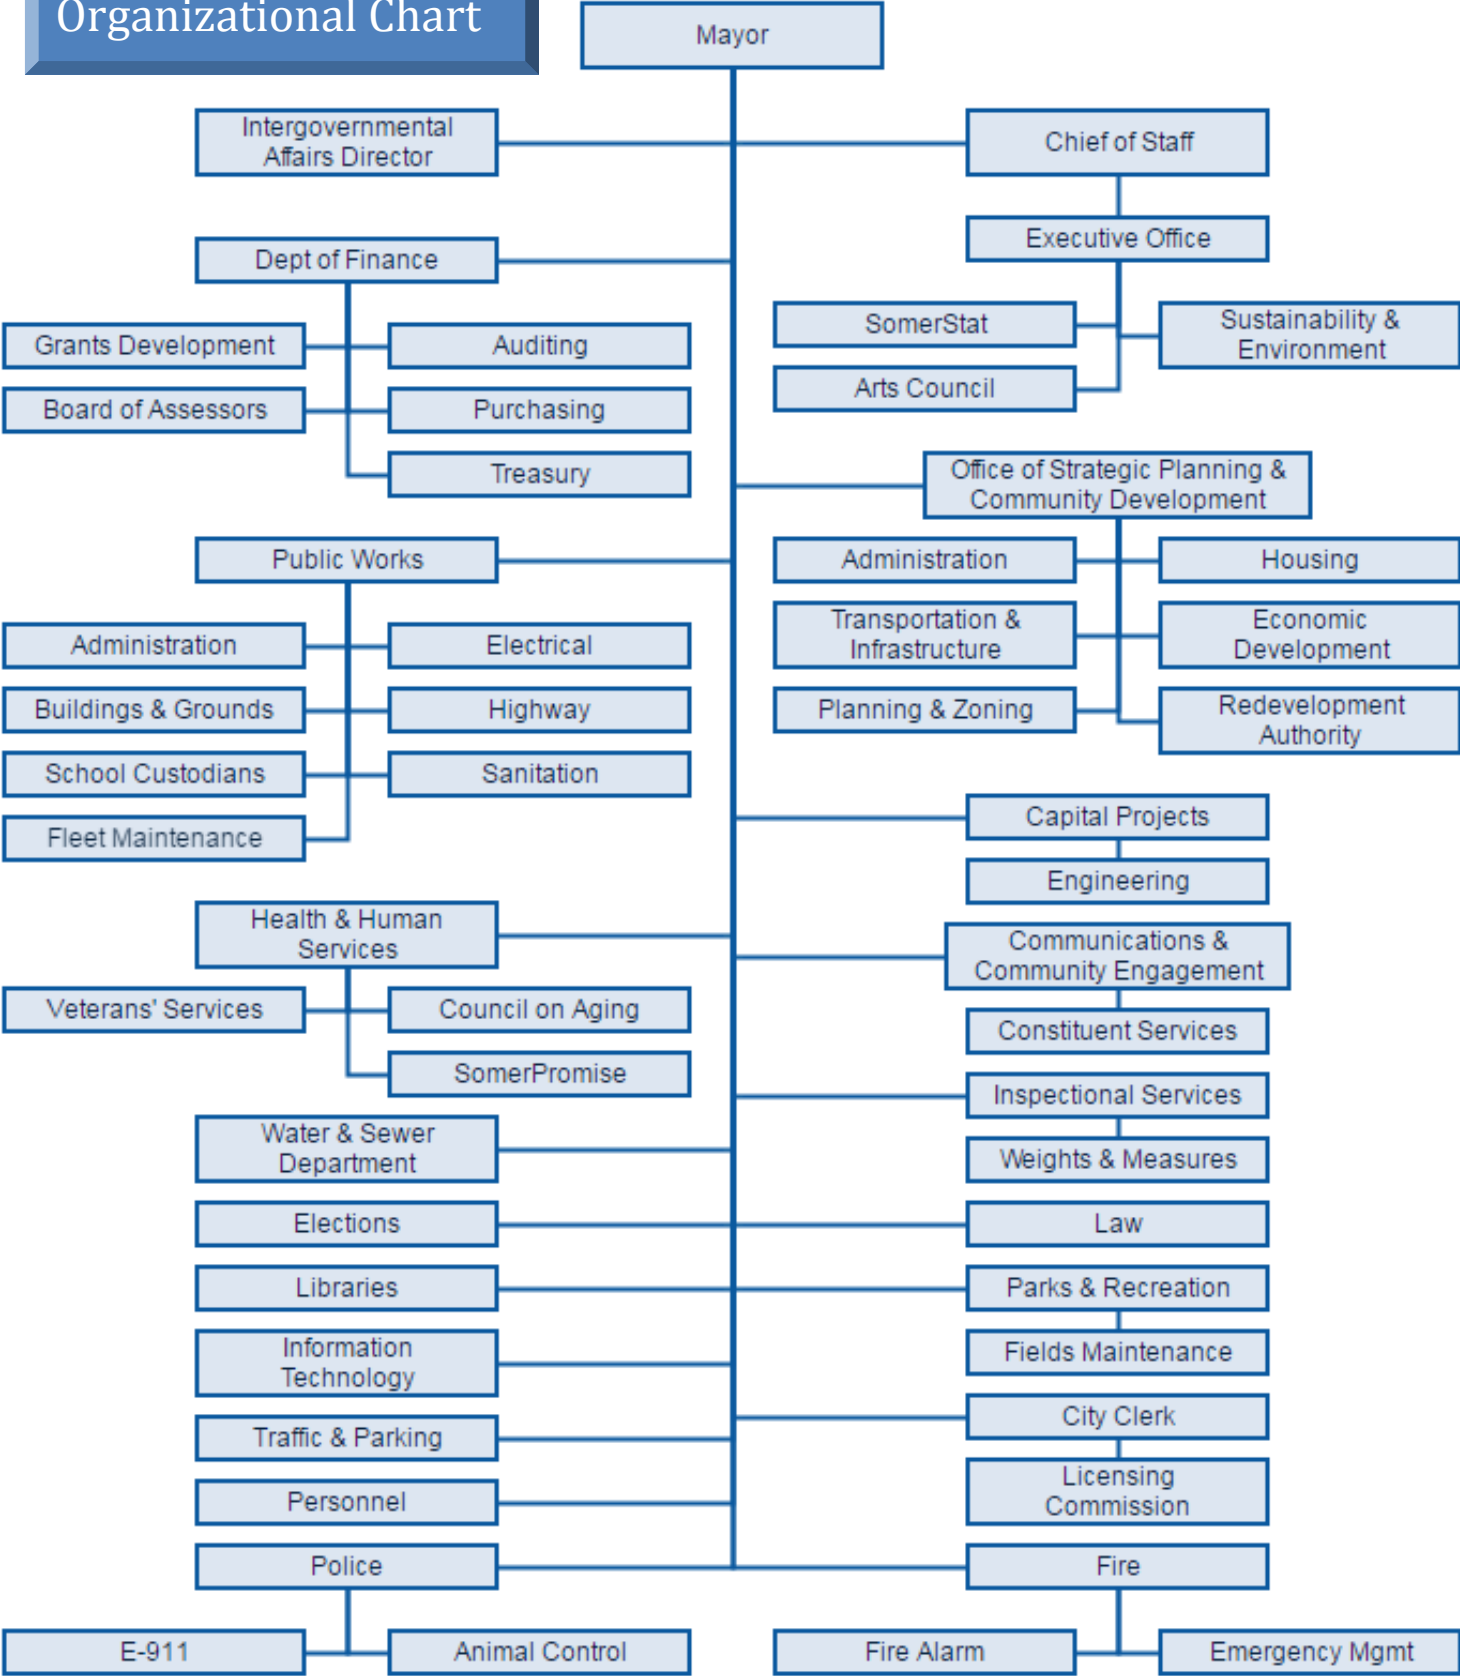 Organizational Chart
Mayor
Intergovernmental
Affairs Director
Chief of Staff
Executive Office
Dept of Finance
SomerStat
Sustainability &
Environment
Grants Development
Auditing
Arts Council
Board of Assessors
Purchasing
Treasury
Office of Strategic Planning &
Community Development
Public Works
Administration
Housing
Administration
Electrical
Transportation &
Infrastructure
Economic
Development
Buildings & Grounds
Highway
Planning & Zoning
Redevelopment
Authority
School Custodians
Sanitation
Fleet Maintenance
Capital Projects
Engineering
Health & Human
Services
Communications &
Community Engagement
Veterans' Services
Council on Aging
Constituent Services
SomerPromise
Inspectional Services
Water & Sewer
Department
Weights & Measures
Elections
Law
Libraries
Parks & Recreation
Information
Technology
Fields Maintenance
Traffic & Parking
City Clerk
Personnel
Licensing
Commission
Police
Fire
E-911
Animal Control
Fire Alarm
Emergency Mgmt